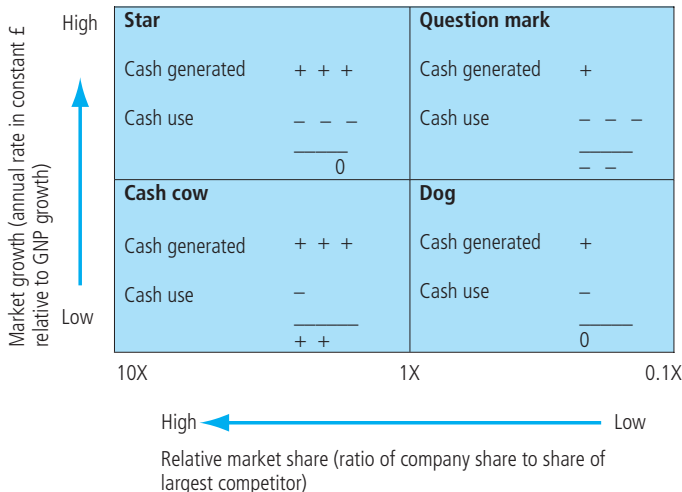 High
Market growth (annual rate in constant £
relative to GNP growth)
Low
Star
Cash generated + + +
Cash use – – –
0
Question mark
Cash generated +
Cash use – – –
– –
Cash cow
Cash generated + + +
Cash use –
+ +
Dog
Cash generated +
Cash use –
0
10X 1X 0.1X
High Low
Relative market share (ratio of company share to share of
largest competitor)